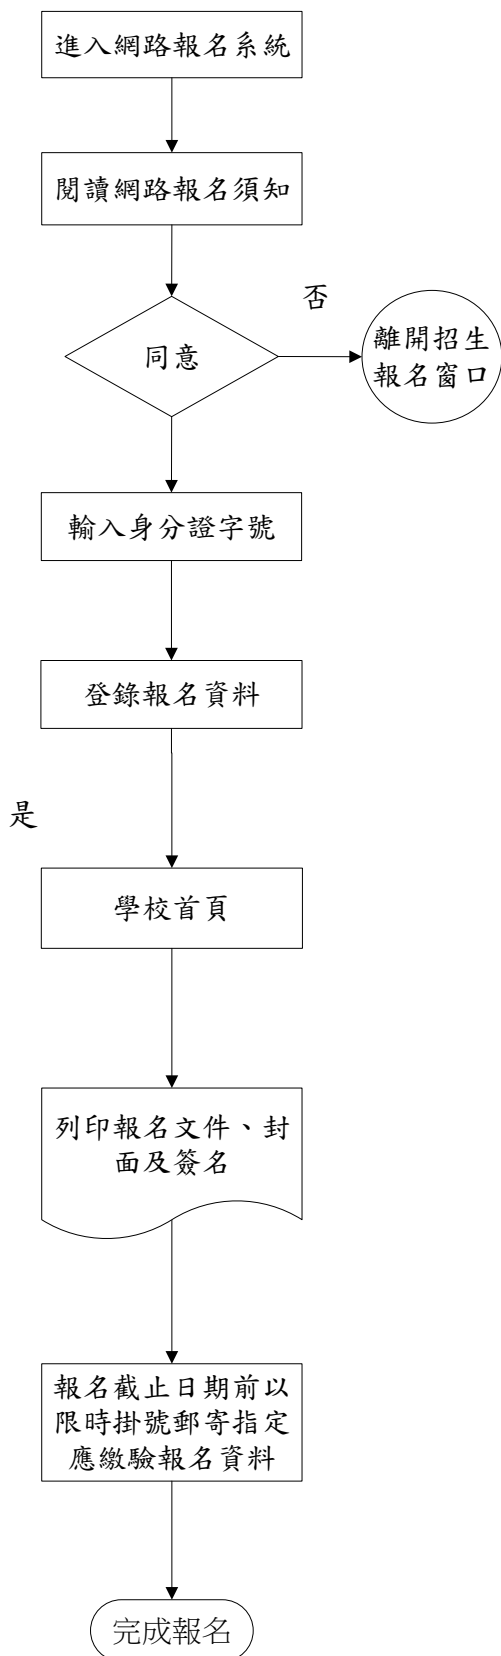 進入網路報名系統
閱讀網路報名須知
否
同意
離開招生
報名窗口
輸入身分證字號
登錄報名資料
是
學校首頁
列印報名文件、封
面及簽名
報名截止日期前以
限時掛號郵寄指定
應繳驗報名資料
完成報名